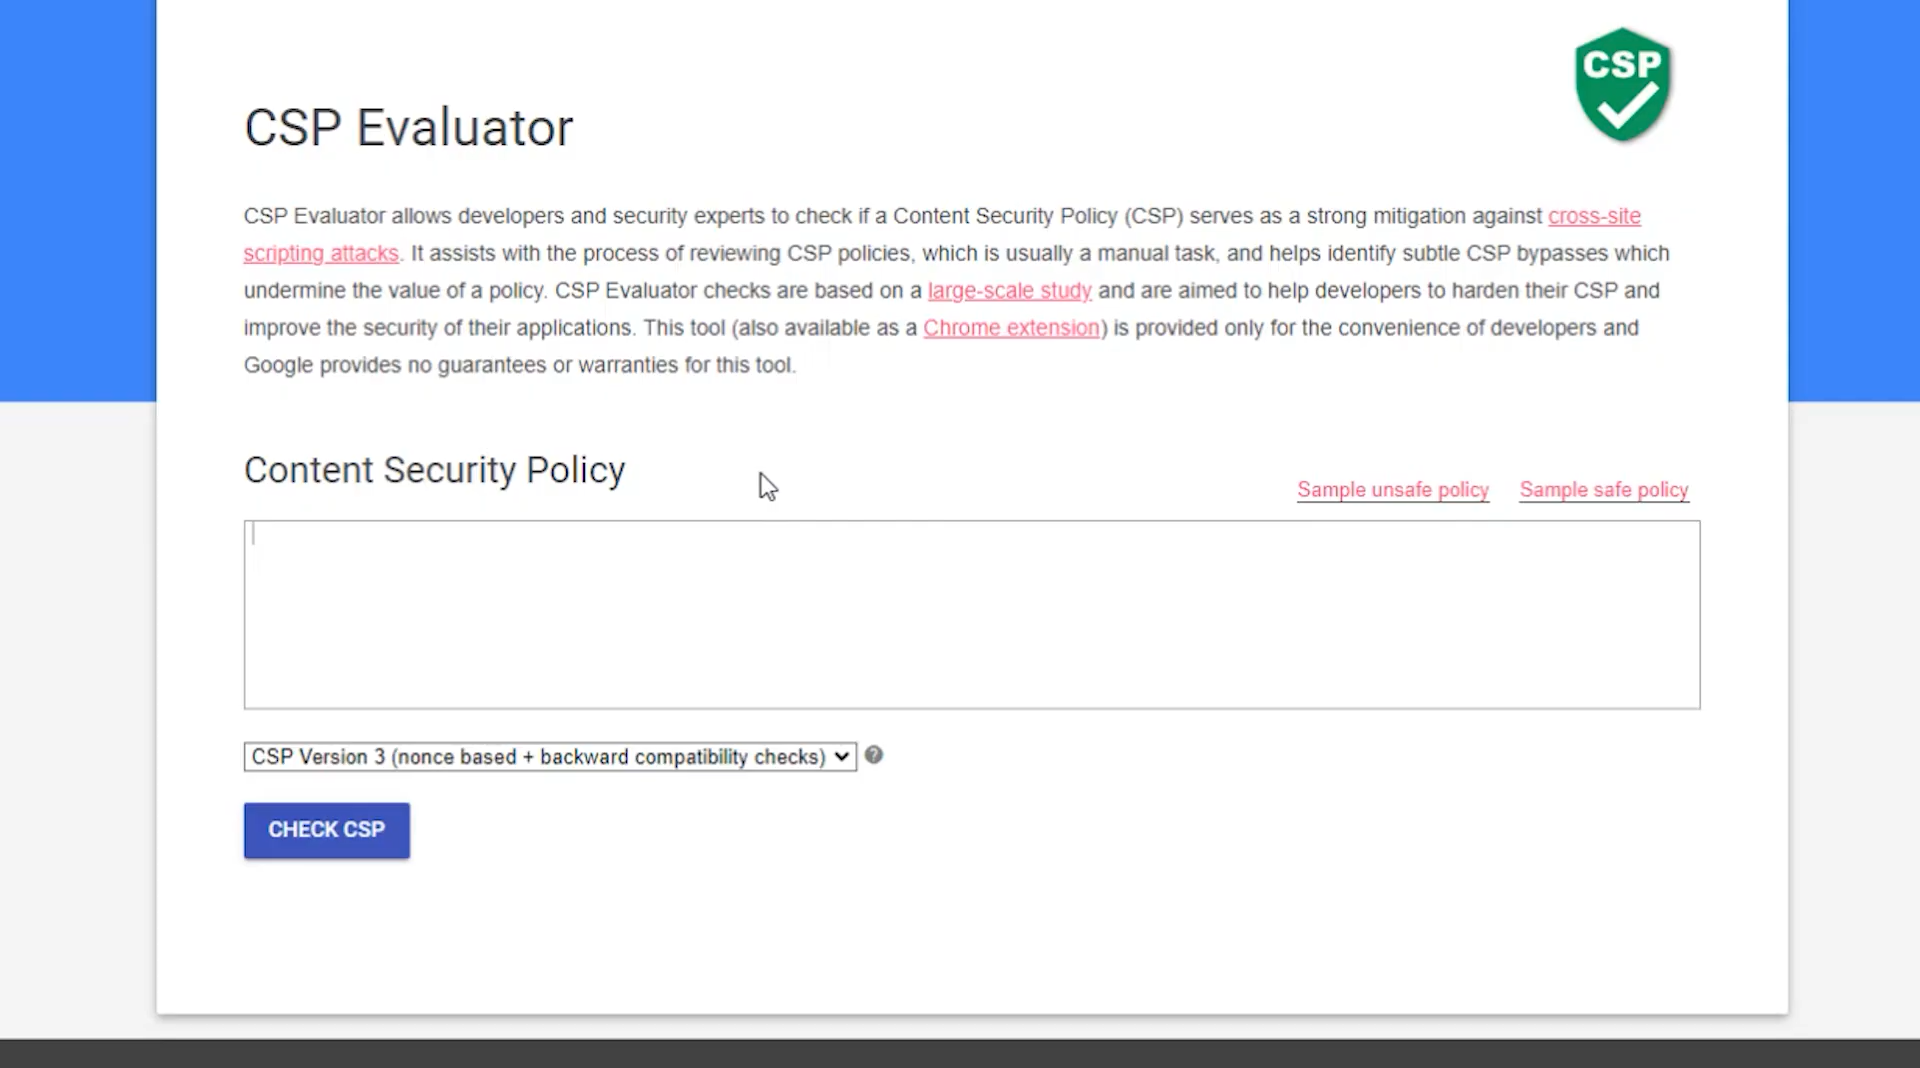 CSP
CSP Evaluator
CSP Evaluator allows developers and security experts to check if a Content Security Policy (CSP) serves as a strong mitigation against cross-site
scripting attacks. It assists with the process of reviewing CSP policies, which is usually a manual task, and helps identify subtle CSP bypasses which
undermine the value of a policy. CSP Evaluator checks are based on a large-scale study and are aimed to help developers to harden their CSP and
improve the security of their applications. This tool (also available as a Chrome extension) is provided only for the convenience of developers and
Google provides no guarantees or warranties for this tool.
Content Security Policy
Sample unsafe policy Sample safe policy
CSP Version 3 (nonce based + backward compatibility checks) ?
CHECK CSP